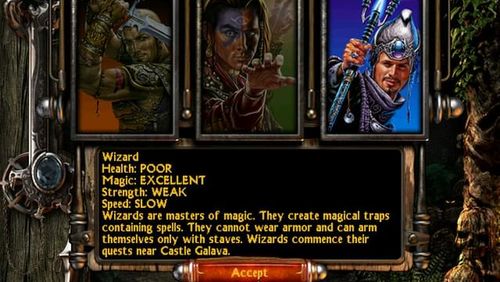 Wizard
Health: POOR
Magic: EXCELLENT
Strength: WEAK
Speed: SLOW
Wizards are masters of magic. They create magical traps
containing spells. They cannot wear armor and can arm
themselves only with staves. Wizards commence their
quests near Castle Galava.
Accept